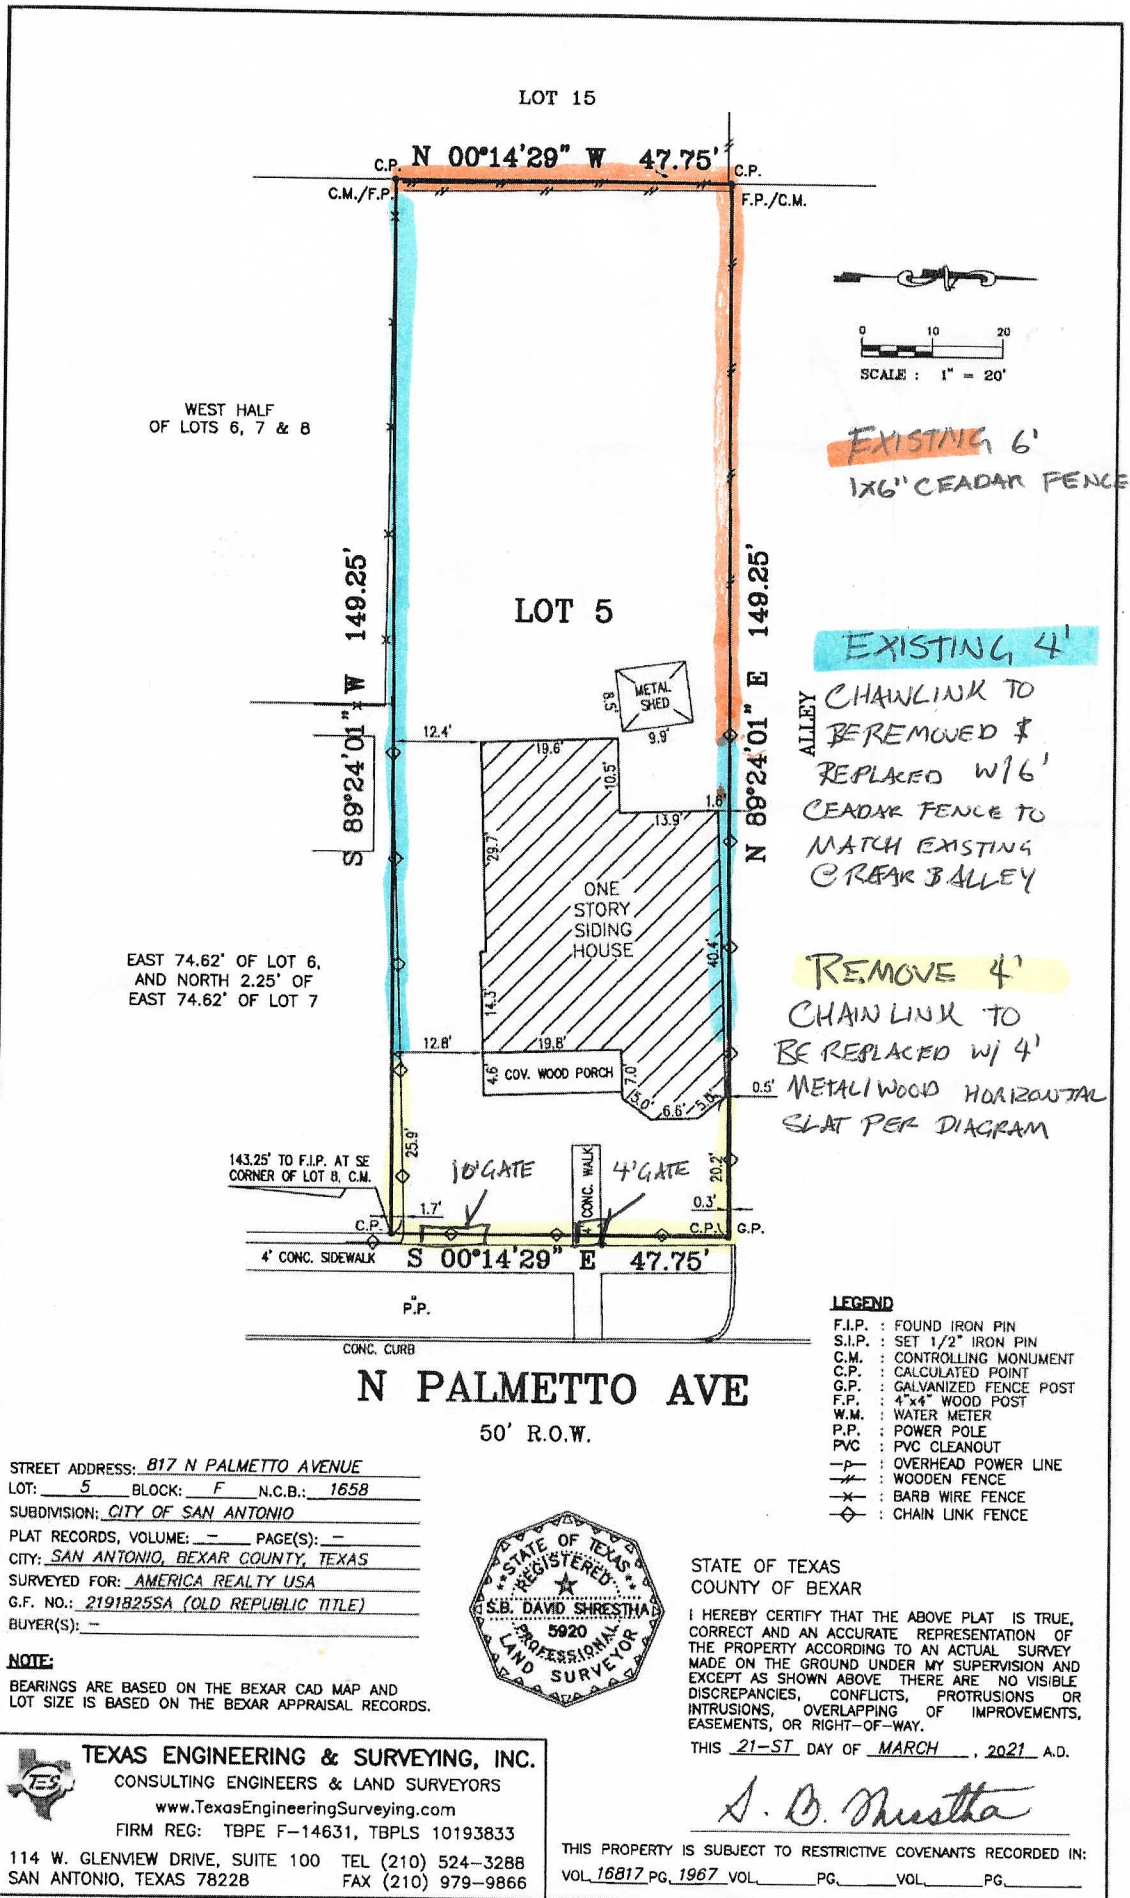 LOT 15
N 00°14'29" W 47.75'
C.P.
C.P.
C.M./F.P.
F.P./C.M.
0 10 20
SCALE : 1" = 20'
WEST HALF
OF LOTS 6, 7 & 8
EXISTING 6'
1X6" CEADAR FENCE
S 89°24'01" W 149.25'
LOT 5
N 89°24'01" E 149.25'
ALLEY
METAL
SHED
8.5'
9.9'
EXISTING 4'
CHAINLINK TO
BE REMOVED &
REPLACED W/6'
CEADAR FENCE TO
MATCH EXISTING
@ REAR & ALLEY
12.4'
19.6'
10.5'
1.6'
13.9'
29.7'
ONE
STORY
SIDING
HOUSE
40.4'
EAST 74.62' OF LOT 6,
AND NORTH 2.25' OF
EAST 74.62' OF LOT 7
14.3'
12.8'
19.8'
4.6'
COV. WOOD PORCH
7.0'
5.0'
6.6'
5.0'
0.5'
REMOVE 4'
CHAIN LINK TO
BE REPLACED W/ 4'
METAL/WOOD HORIZONTAL
SLAT PER DIAGRAM
25.9'
20.2'
143.25' TO F.I.P. AT SE
CORNER OF LOT 8, C.M.
10' GATE
4' CONC. WALK
4' GATE
1.7'
0.3'
C.P.
C.P.
G.P.
4' CONC. SIDEWALK
S 00°14'29" E 47.75'
P.P.
CONC. CURB
N PALMETTO AVE
50' R.O.W.
LEGEND
F.I.P. : FOUND IRON PIN
S.I.P. : SET 1/2" IRON PIN
C.M. : CONTROLLING MONUMENT
C.P. : CALCULATED POINT
G.P. : GALVANIZED FENCE POST
F.P. : 4"x4" WOOD POST
W.M. : WATER METER
P.P. : POWER POLE
PVC : PVC CLEANOUT
—P— : OVERHEAD POWER LINE
—//— : WOODEN FENCE
—X— : BARB WIRE FENCE
—◇— : CHAIN LINK FENCE
STREET ADDRESS: 817 N PALMETTO AVENUE
LOT: 5 BLOCK: F N.C.B.: 1658
SUBDIVISION: CITY OF SAN ANTONIO
PLAT RECORDS, VOLUME: – PAGE(S): –
CITY: SAN ANTONIO, BEXAR COUNTY, TEXAS
SURVEYED FOR: AMERICA REALTY USA
G.F. NO.: 2191825SA (OLD REPUBLIC TITLE)
BUYER(S): –
NOTE:
BEARINGS ARE BASED ON THE BEXAR CAD MAP AND
LOT SIZE IS BASED ON THE BEXAR APPRAISAL RECORDS.
STATE OF TEXAS
REGISTERED
S.B. DAVID SHRESTHA
5920
PROFESSIONAL
LAND SURVEYOR
STATE OF TEXAS
COUNTY OF BEXAR
I HEREBY CERTIFY THAT THE ABOVE PLAT IS TRUE,
CORRECT AND AN ACCURATE REPRESENTATION OF
THE PROPERTY ACCORDING TO AN ACTUAL SURVEY
MADE ON THE GROUND UNDER MY SUPERVISION AND
EXCEPT AS SHOWN ABOVE THERE ARE NO VISIBLE
DISCREPANCIES, CONFLICTS, PROTRUSIONS OR
INTRUSIONS, OVERLAPPING OF IMPROVEMENTS,
EASEMENTS, OR RIGHT-OF-WAY.
THIS 21-ST DAY OF MARCH , 2021 A.D.
S. B. Shrestha
THIS PROPERTY IS SUBJECT TO RESTRICTIVE COVENANTS RECORDED IN:
VOL. 16817 PG. 1967 VOL. PG. VOL. PG.
TES
TEXAS ENGINEERING & SURVEYING, INC.
CONSULTING ENGINEERS & LAND SURVEYORS
www.TexasEngineeringSurveying.com
FIRM REG: TBPE F-14631, TBPLS 10193833
114 W. GLENVIEW DRIVE, SUITE 100 TEL (210) 524-3288
SAN ANTONIO, TEXAS 78228 FAX (210) 979-9866